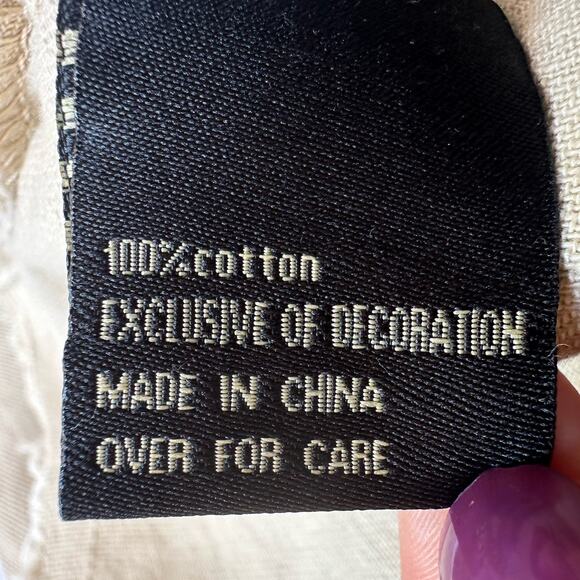 100%cotton
EXCLUSIVE OF DECORATION
MADE IN CHINA
OVER FOR CARE